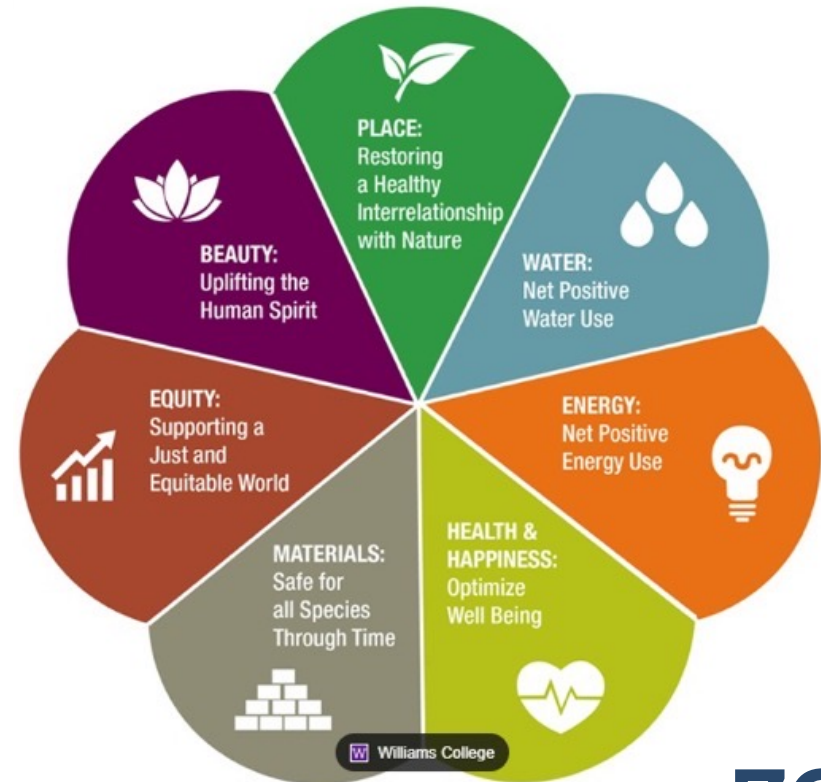 PLACE:
Restoring
a Healthy
Interrelationship
with Nature
WATER:
Net Positive
Water Use
ENERGY:
Net Positive
Energy Use
HEALTH &
HAPPINESS:
Optimize
Well Being
MATERIALS:
Safe for
all Species
Through Time
EQUITY:
Supporting a
Just and
Equitable World
BEAUTY:
Uplifting the
Human Spirit
W Williams College